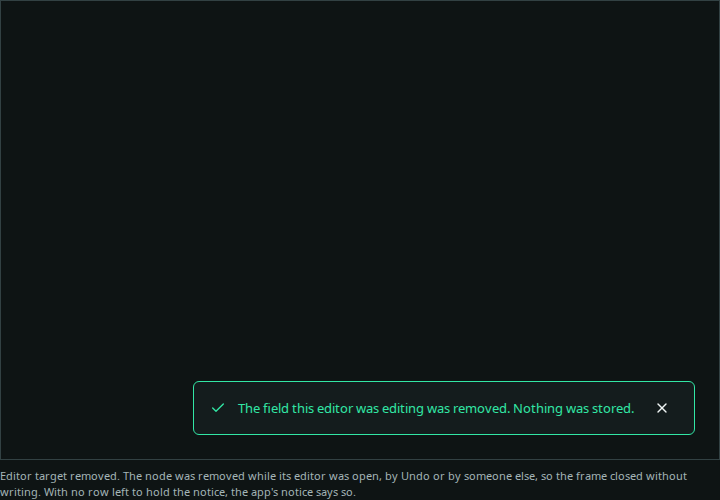 The field this editor was editing was removed. Nothing was stored.
Editor target removed. The node was removed while its editor was open, by Undo or by someone else, so the frame closed without
writing. With no row left to hold the notice, the app's notice says so.